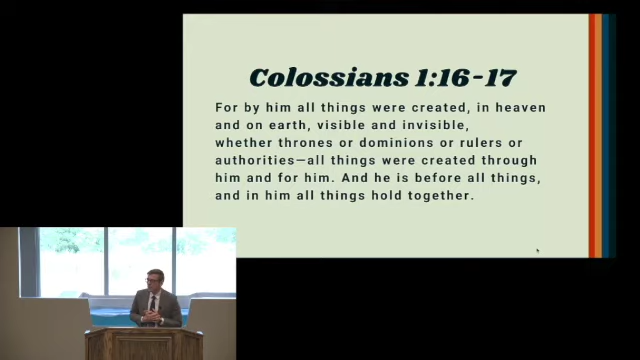 Colossians 1:16-17
For by him all things were created, in heaven
and on earth, visible and invisible,
whether thrones or dominions or rulers or
authorities—all things were created through
him and for him. And he is before all things,
and in him all things hold together.